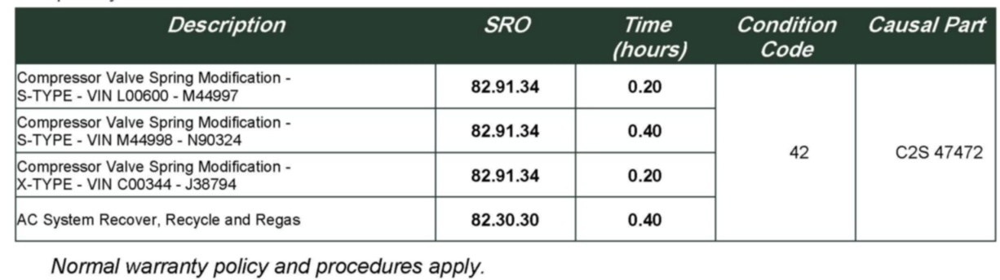 Description SRO Time (hours) Condition Code Causal Part
Compressor Valve Spring Modification -
S-TYPE - VIN L00600 - M44997 82.91.34 0.20
Compressor Valve Spring Modification -
S-TYPE - VIN M44998 - N90324 82.91.34 0.40
Compressor Valve Spring Modification -
X-TYPE - VIN C00344 - J38794 82.91.34 0.20
AC System Recover, Recycle and Regas 82.30.30 0.40
42 C2S 47472
Normal warranty policy and procedures apply.